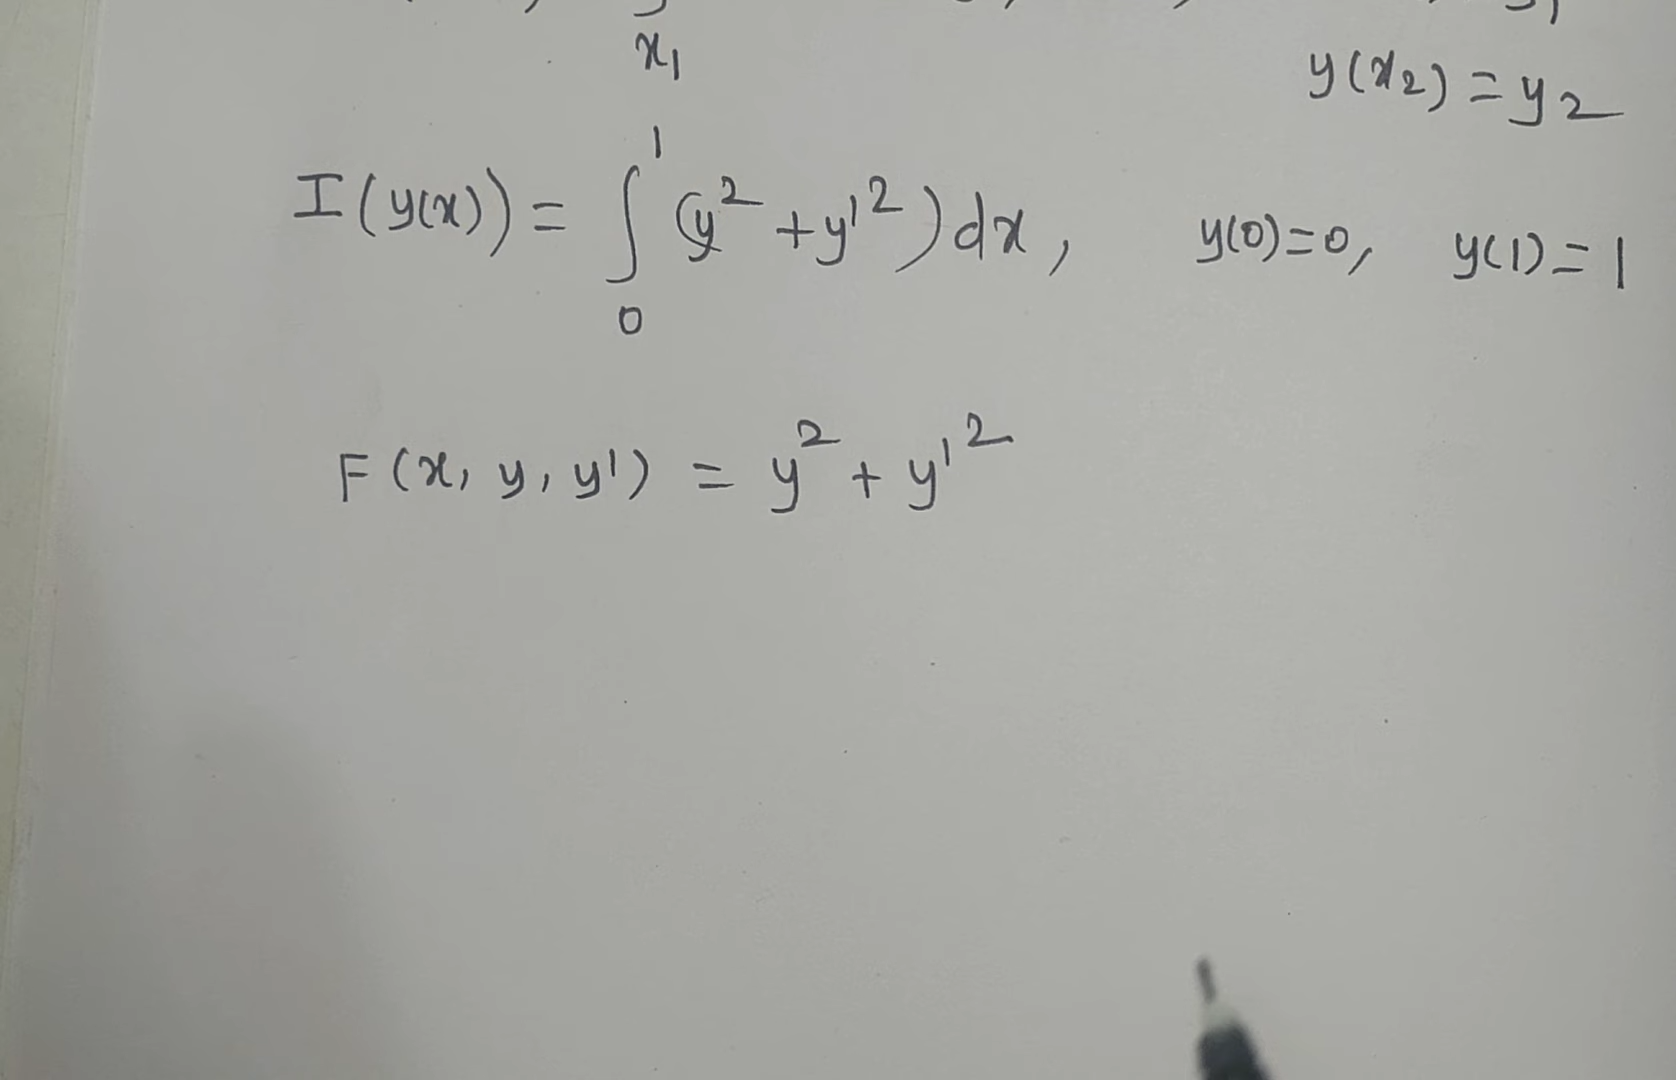 x₁
y(x₂) = y₂
I(y(x)) = ∫₀¹ (y² + y'²) dx, y(0)=0, y(1)=1
F(x, y, y') = y² + y'²